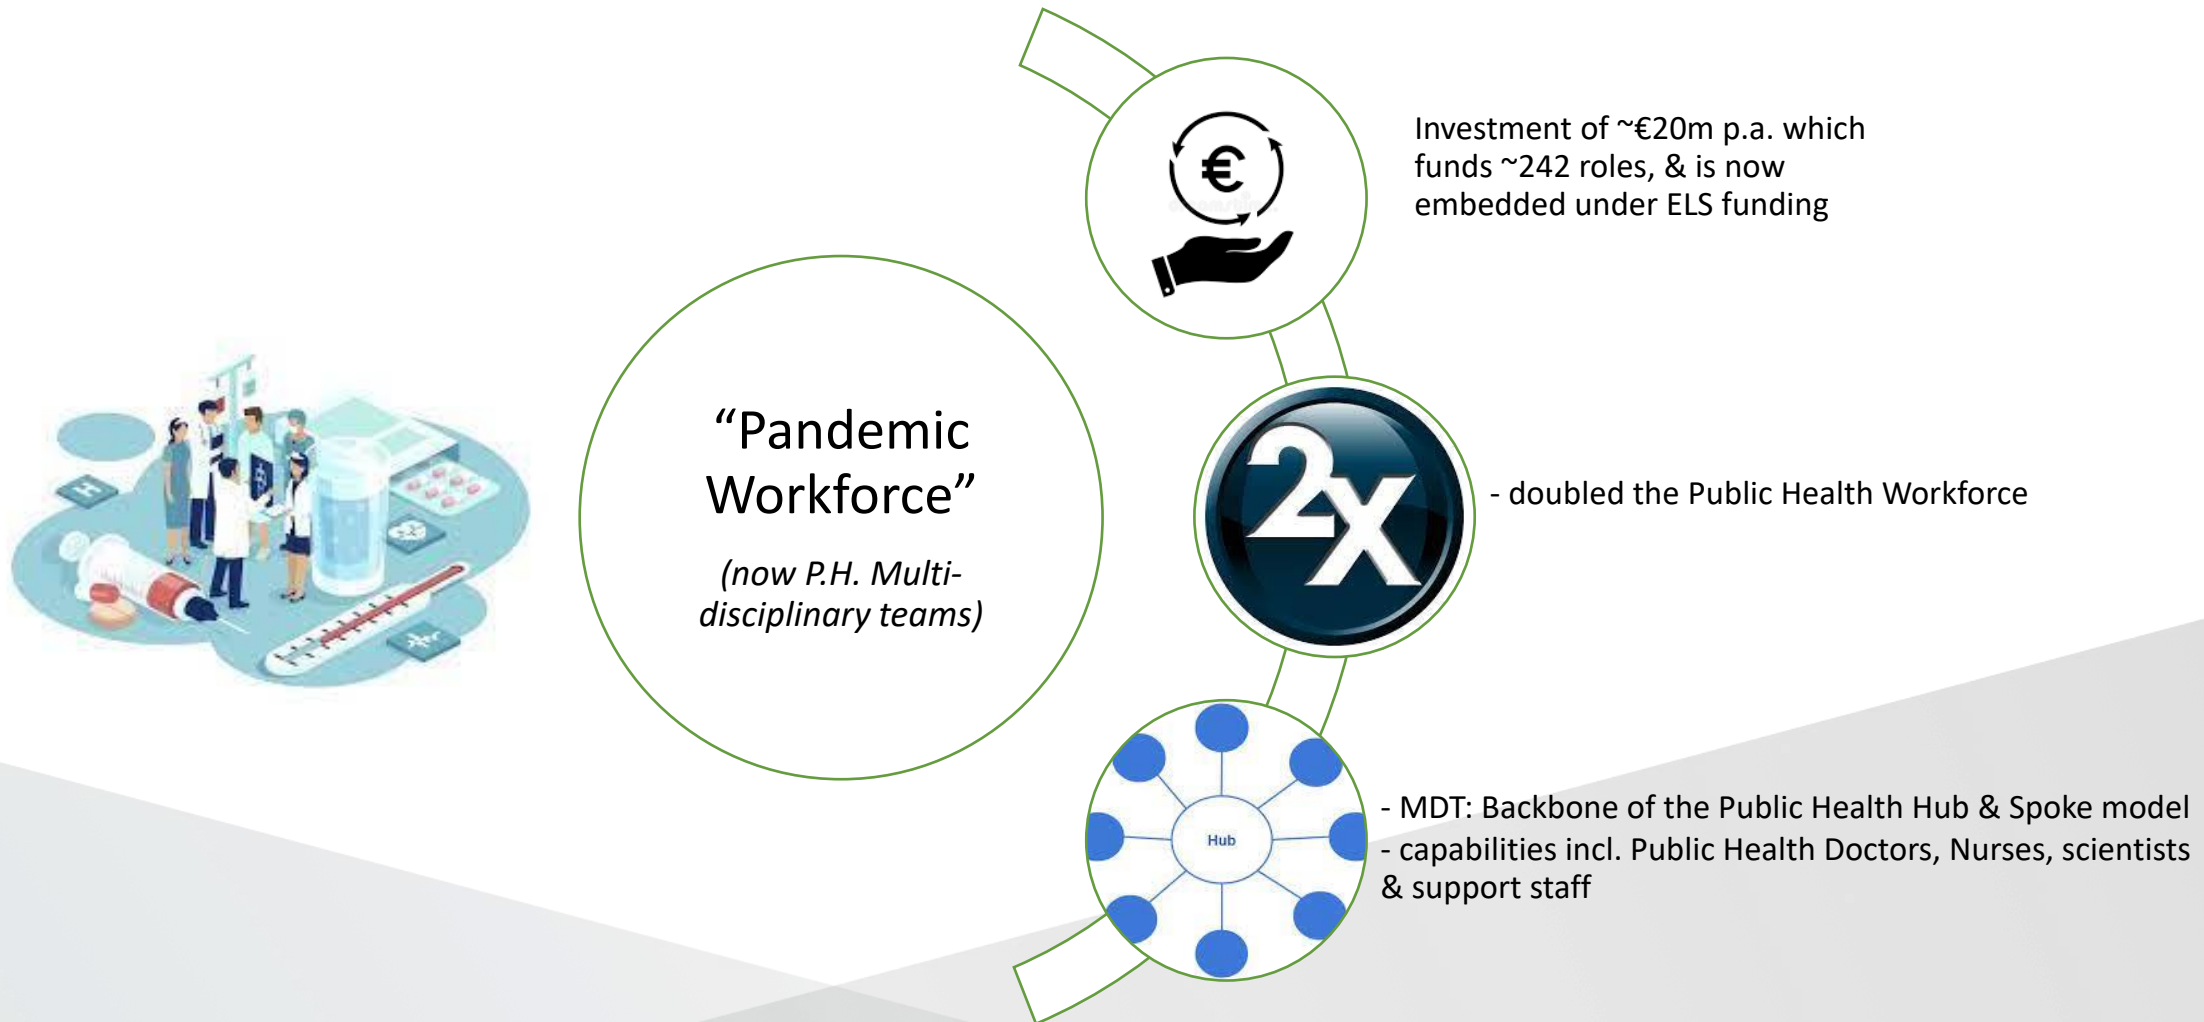 “Pandemic
Workforce”
(now P.H. Multi-
disciplinary teams)
€
Investment of ~€20m p.a. which
funds ~242 roles, & is now
embedded under ELS funding
2x
- doubled the Public Health Workforce
Hub
- MDT: Backbone of the Public Health Hub & Spoke model
- capabilities incl. Public Health Doctors, Nurses, scientists
& support staff
H